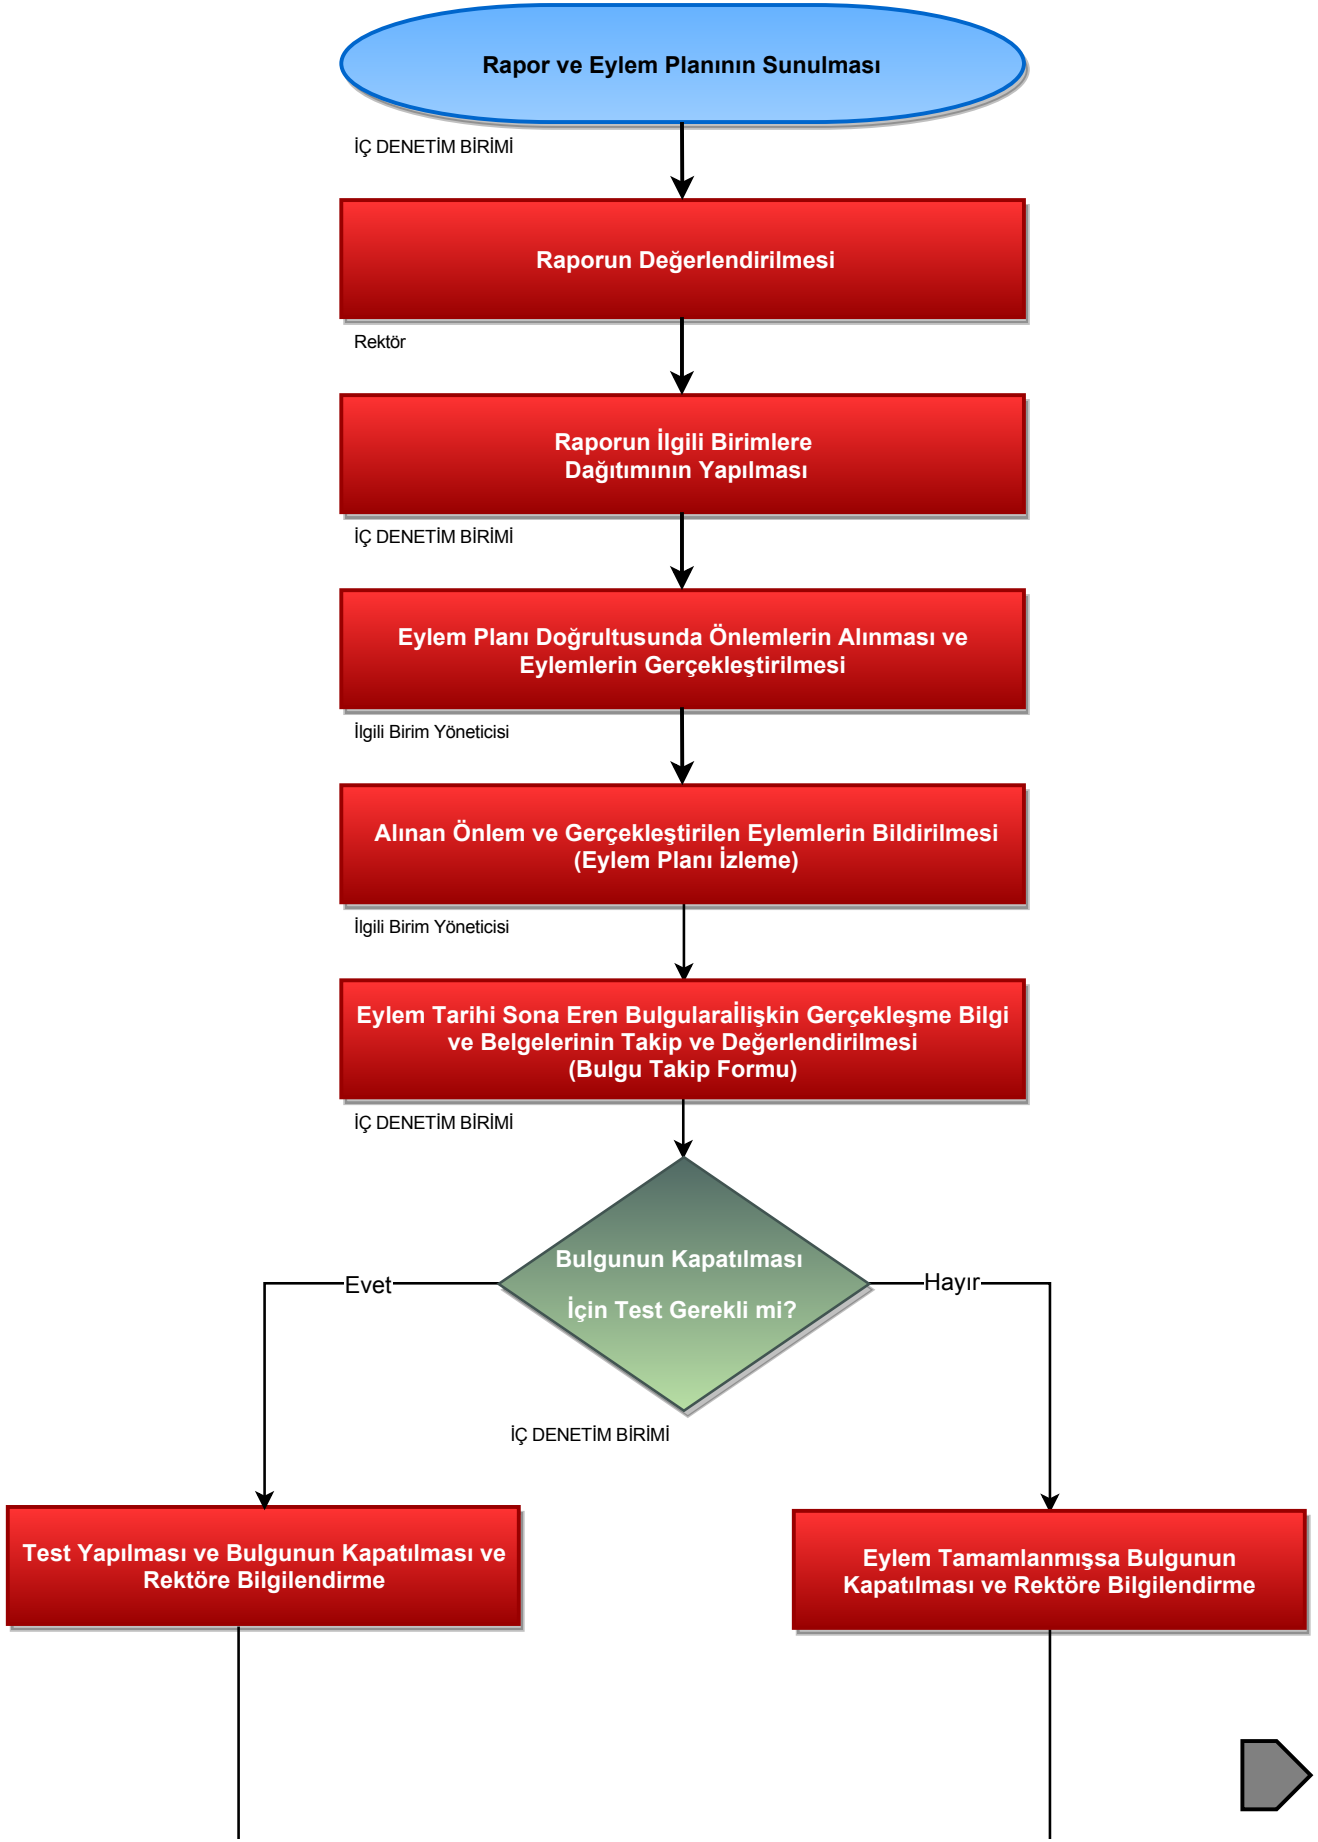 Rapor ve Eylem Planının Sunulması
İÇ DENETİM BİRİMİ
Raporun Değerlendirilmesi
Rektör
Raporun İlgili Birimlere
Dağıtımının Yapılması
İÇ DENETİM BİRİMİ
Eylem Planı Doğrultusunda Önlemlerin Alınması ve
Eylemlerin Gerçekleştirilmesi
İlgili Birim Yöneticisi
Alınan Önlem ve Gerçekleştirilen Eylemlerin Bildirilmesi
(Eylem Planı İzleme)
İlgili Birim Yöneticisi
Eylem Tarihi Sona Eren Bulgularaİlişkin Gerçekleşme Bilgi
ve Belgelerinin Takip ve Değerlendirilmesi
(Bulgu Takip Formu)
İÇ DENETİM BİRİMİ
Bulgunun Kapatılması
İçin Test Gerekli mi?
Evet
Hayır
İÇ DENETİM BİRİMİ
Test Yapılması ve Bulgunun Kapatılması ve
Rektöre Bilgilendirme
Eylem Tamamlanmışsa Bulgunun
Kapatılması ve Rektöre Bilgilendirme